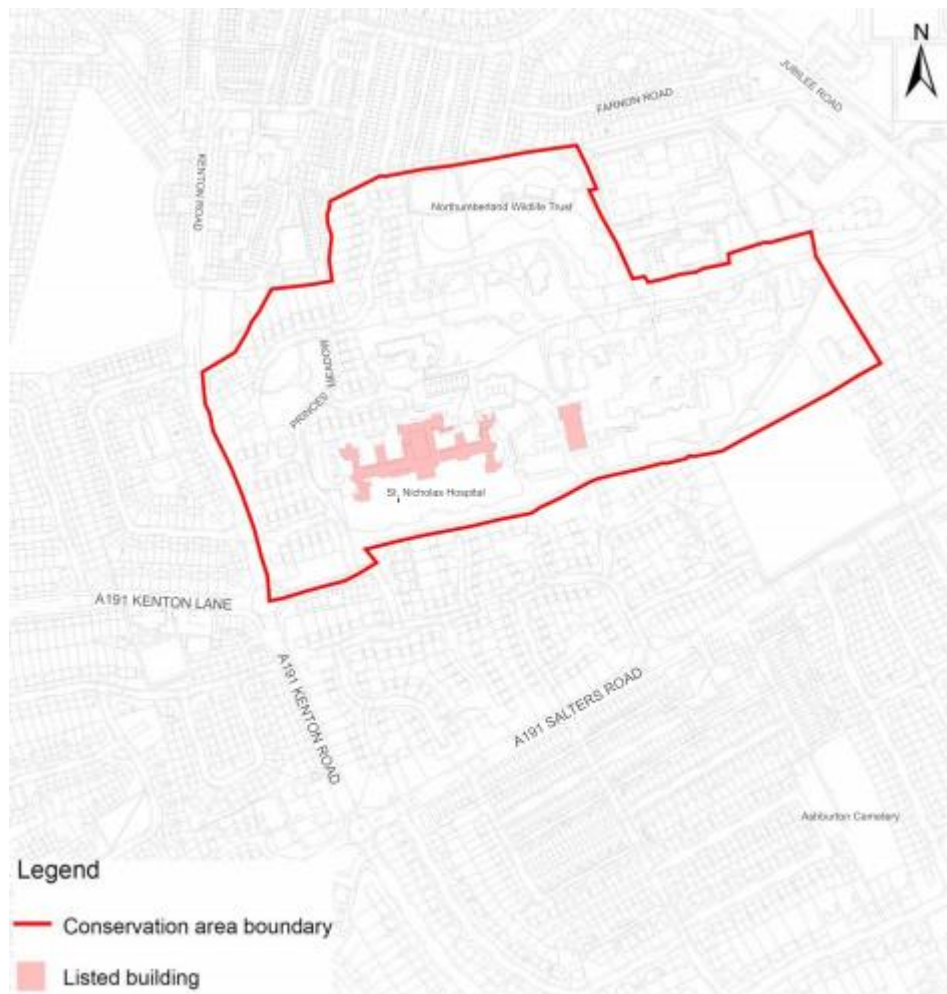 N
JUBILEE ROAD
FARNON ROAD
KENTON ROAD
Northumberland Wildlife Trust
PRINCES MEADOW
St. Nicholas Hospital
A191 KENTON LANE
A191 KENTON ROAD
A191 SALTERS ROAD
Ashburton Cemetery
Legend
Conservation area boundary
Listed building